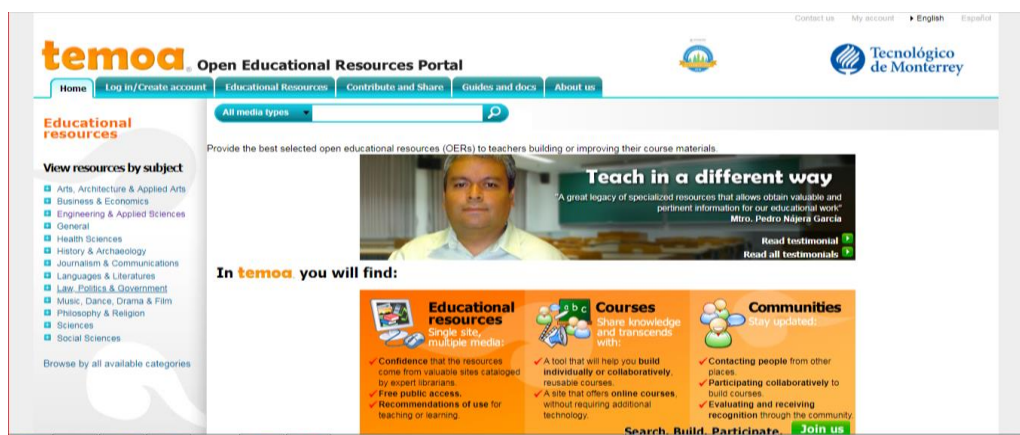 Contact us My account English Español
temoa Open Educational Resources Portal
Tecnológico
de Monterrey
Home Log in/Create account Educational Resources Contribute and Share Guides and docs About us
All media types
Educational
resources
View resources by subject
Arts, Architecture & Applied Arts
Business & Economics
Engineering & Applied Sciences
General
Health Sciences
History & Archaeology
Journalism & Communications
Languages & Literatures
Law, Politics & Government
Music, Dance, Drama & Film
Philosophy & Religion
Sciences
Social Sciences
Browse by all available categories
Provide the best selected open educational resources (OERs) to teachers building or improving their course materials.
Teach in a different way
"A great legacy of specialized resources that allows obtain valuable and
pertinent information for our educational work"
Mtro. Pedro Nájera García
Read testimonial
Read all testimonials
In temoa you will find:
Educational
resources
Single site,
multiple media:
Confidence that the resources
come from valuable sites cataloged
by expert librarians.
Free public access.
Recommendations of use for
teaching or learning.
a b c
Courses
Share knowledge
and transcends
with:
A tool that will help you build
individually or collaboratively,
reusable courses.
A site that offers online courses,
without requiring additional
technology.
Communities
Stay updated:
Contacting people from other
places.
Participating collaboratively to
build courses.
Evaluating and receiving
recognition through the community
Search. Build. Participate. Join us